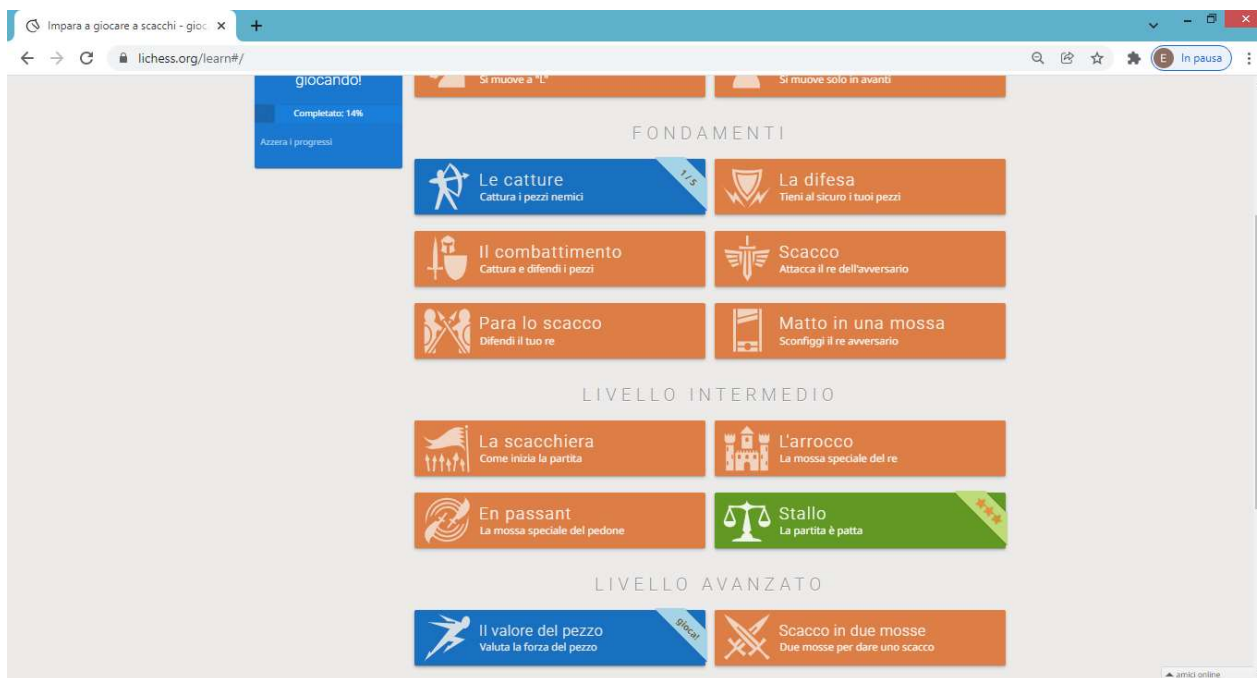 Impara a giocare a scacchi - gioc
lichess.org/learn#/
E In pausa
giocando!
Completato: 14%
Azzera i progressi
Si muove a "L"
Si muove solo in avanti
FONDAMENTI
Le catture
Cattura i pezzi nemici
1/5
La difesa
Tieni al sicuro i tuoi pezzi
Il combattimento
Cattura e difendi i pezzi
Scacco
Attacca il re dell'avversario
Para lo scacco
Difendi il tuo re
Matto in una mossa
Sconfiggi il re avversario
LIVELLO INTERMEDIO
La scacchiera
Come inizia la partita
L'arrocco
La mossa speciale del re
En passant
La mossa speciale del pedone
Stallo
La partita è patta
LIVELLO AVANZATO
Il valore del pezzo
Valuta la forza del pezzo
gioca!
Scacco in due mosse
Due mosse per dare uno scacco
amici online